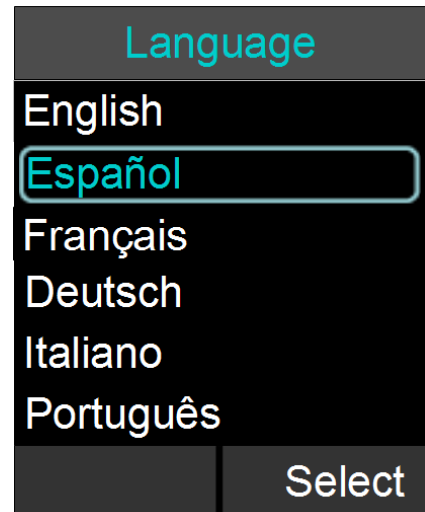 Language
English
Español
Français
Deutsch
Italiano
Português
Select